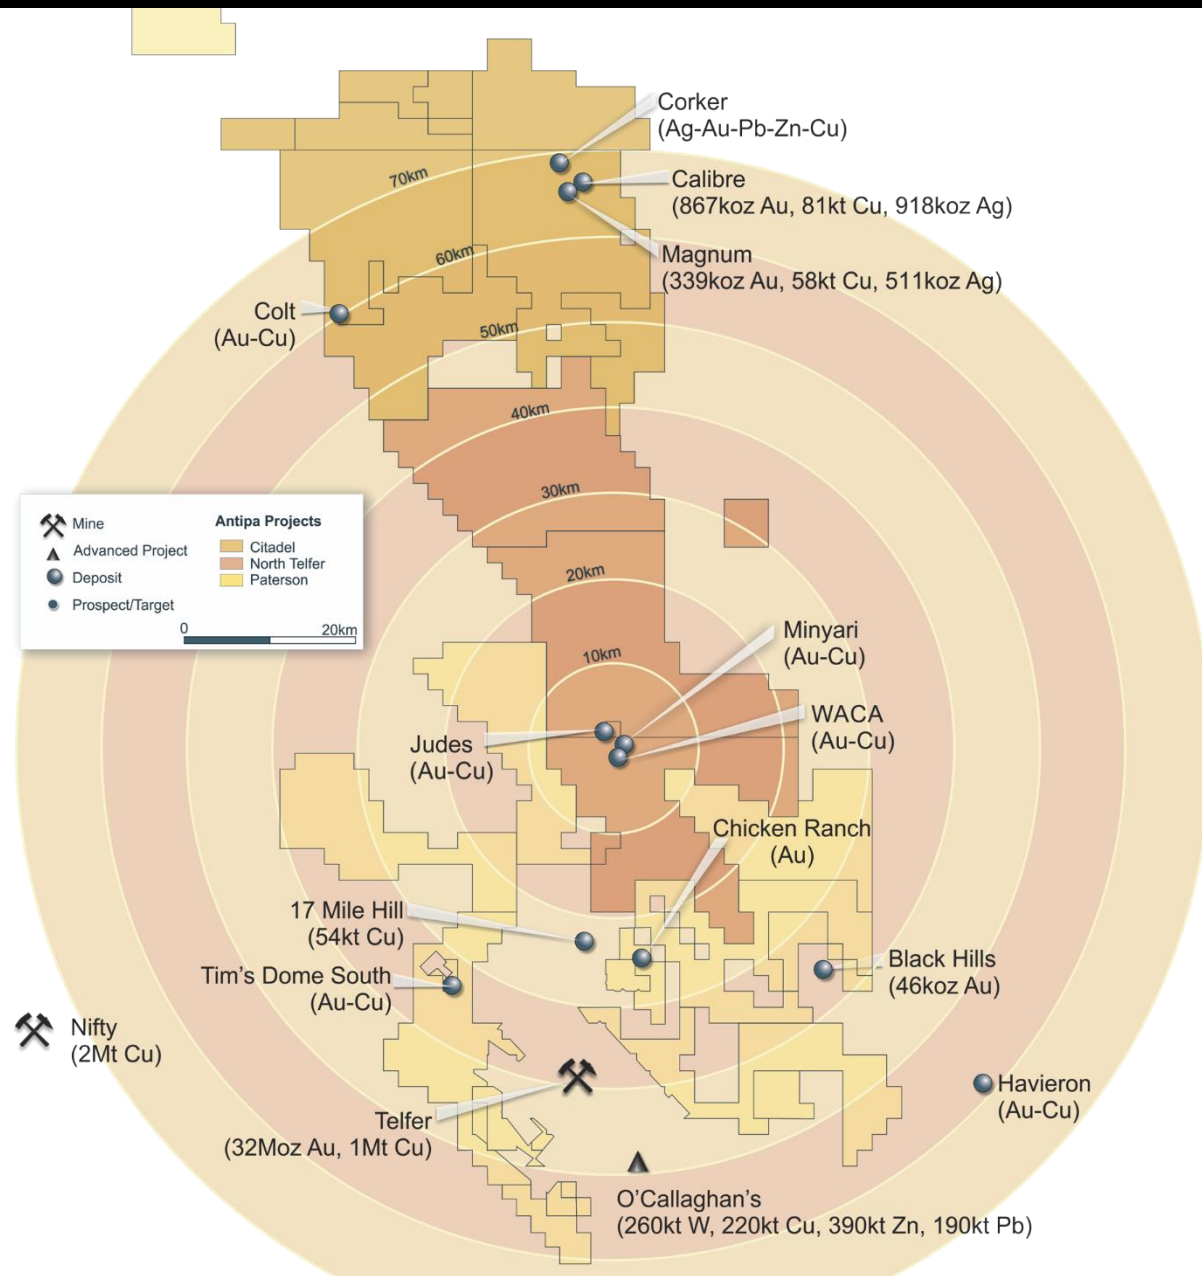 Corker
(Ag-Au-Pb-Zn-Cu)
70km
Calibre
(867koz Au, 81kt Cu, 918koz Ag)
60km
Magnum
(339koz Au, 58kt Cu, 511koz Ag)
Colt
(Au-Cu)
50km
40km
30km
Mine
Advanced Project
Deposit
Prospect/Target
Antipa Projects
Citadel
North Telfer
Paterson
0
20km
20km
10km
Minyari
(Au-Cu)
WACA
(Au-Cu)
Judes
(Au-Cu)
Chicken Ranch
(Au)
17 Mile Hill
(54kt Cu)
Tim's Dome South
(Au-Cu)
Black Hills
(46koz Au)
Nifty
(2Mt Cu)
Havieron
(Au-Cu)
Telfer
(32Moz Au, 1Mt Cu)
O'Callaghan's
(260kt W, 220kt Cu, 390kt Zn, 190kt Pb)